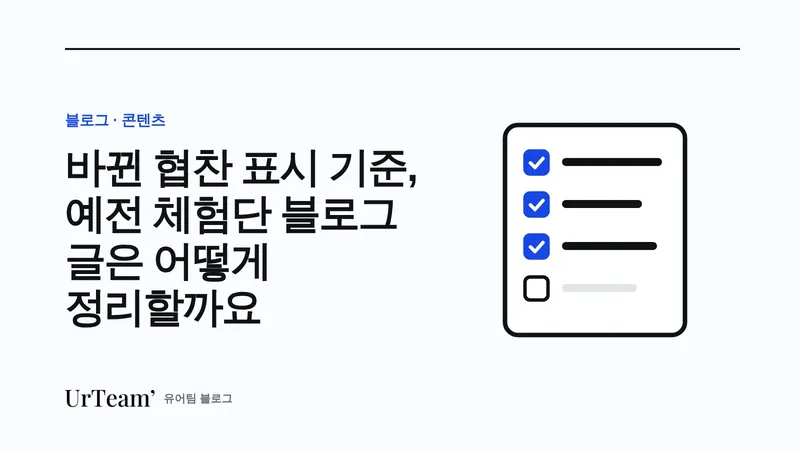 블로그 · 콘텐츠
바뀐 협찬 표시 기준,
예전 체험단 블로그
글은 어떻게
정리할까요
UrTeam’ 유어팀 블로그